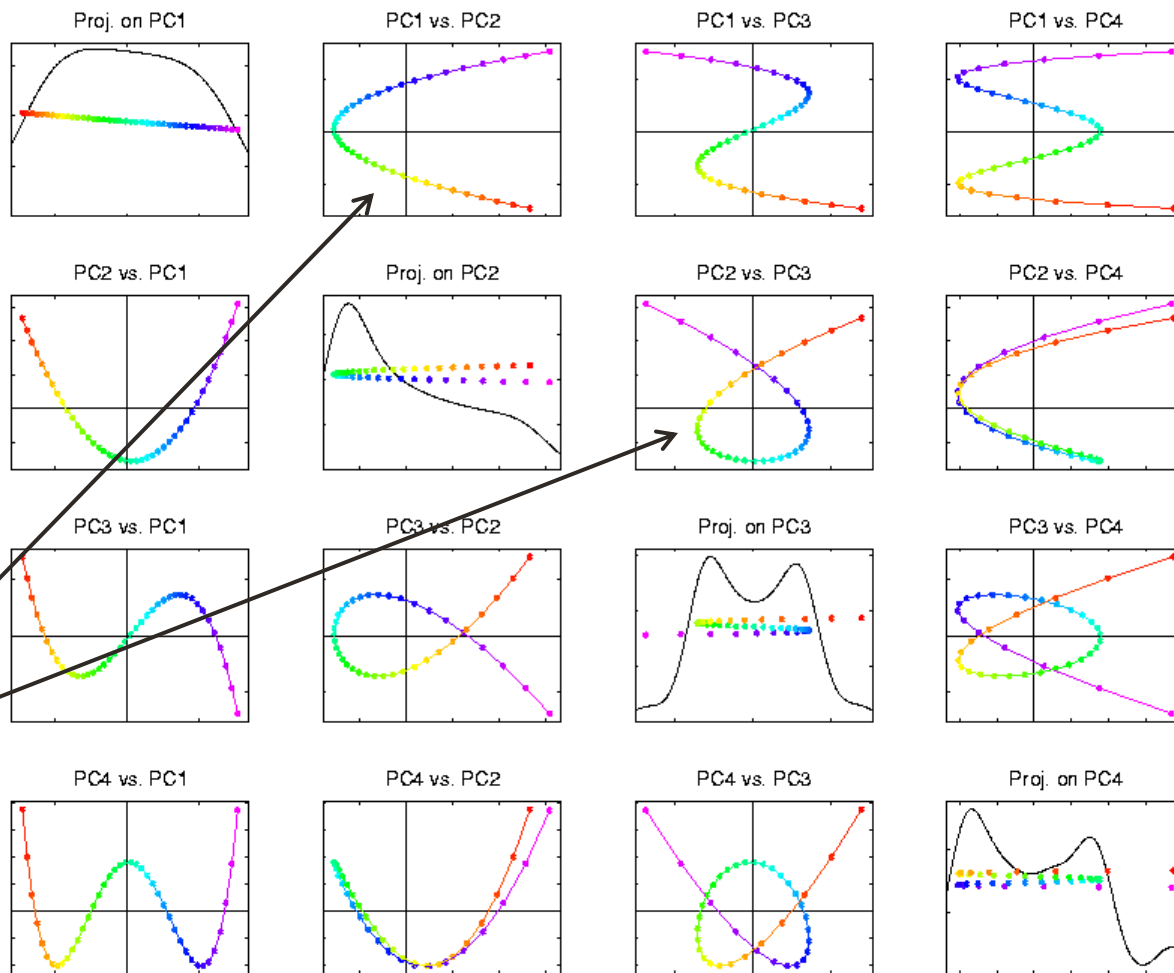 Proj. on PC1
PC1 vs. PC2
PC1 vs. PC3
PC1 vs. PC4
PC2 vs. PC1
Proj. on PC2
PC2 vs. PC3
PC2 vs. PC4
PC3 vs. PC1
PC3 vs. PC2
Proj. on PC3
PC3 vs. PC4
PC4 vs. PC1
PC4 vs. PC2
PC4 vs. PC3
Proj. on PC4